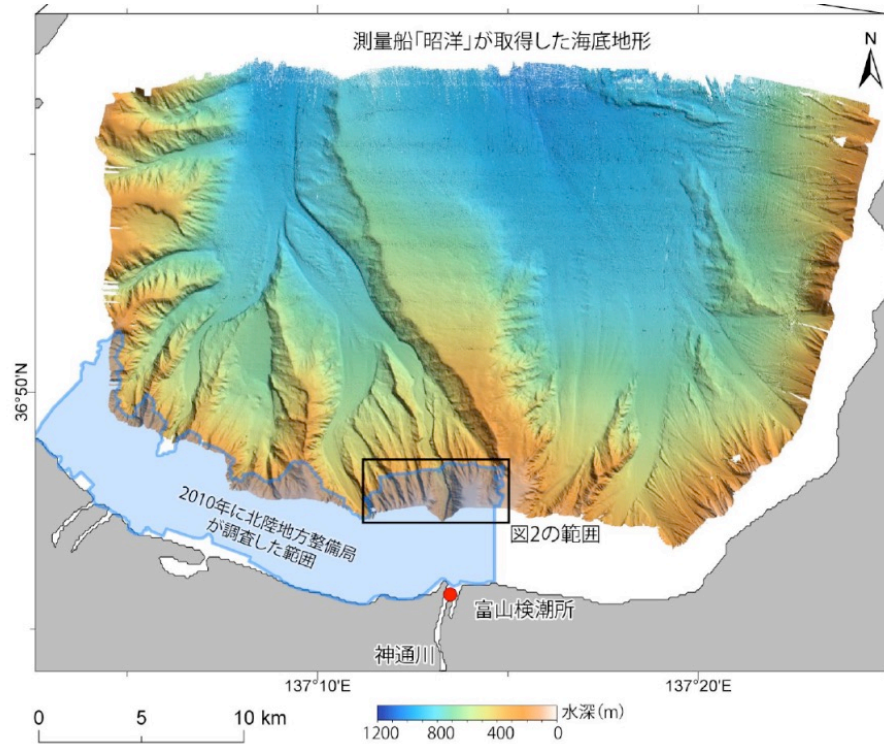 測量船「昭洋」が取得した海底地形
N
36°50'N
2010年に北陸地方整備局
が調査した範囲
図2の範囲
富山検潮所
神通川
137°10'E
137°20'E
0 5 10 km
水深(m)
1200 800 400 0